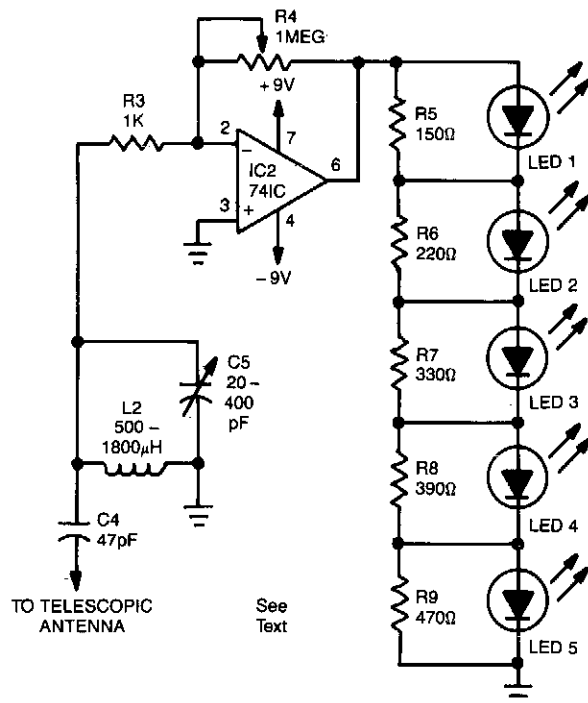 R4
1MEG
+9V
R3
1K
2
7
6
IC2
74IC
3
4
-9V
R5
150Ω
LED 1
R6
220Ω
LED 2
R7
330Ω
LED 3
R8
390Ω
LED 4
R9
470Ω
LED 5
C5
20 –
400
pF
L2
500 –
1800µH
C4
47pF
TO TELESCOPIC
ANTENNA
See
Text